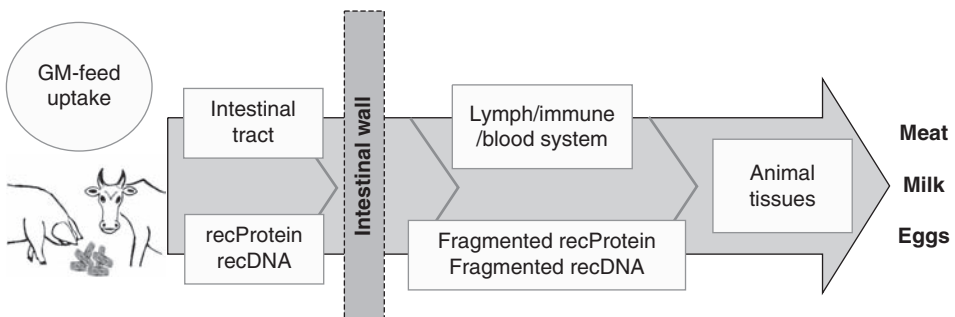 GM-feed
uptake
Intestinal
tract
recProtein
recDNA
Intestinal wall
Lymph/immune
/blood system
Fragmented recProtein
Fragmented recDNA
Animal
tissues
Meat
Milk
Eggs